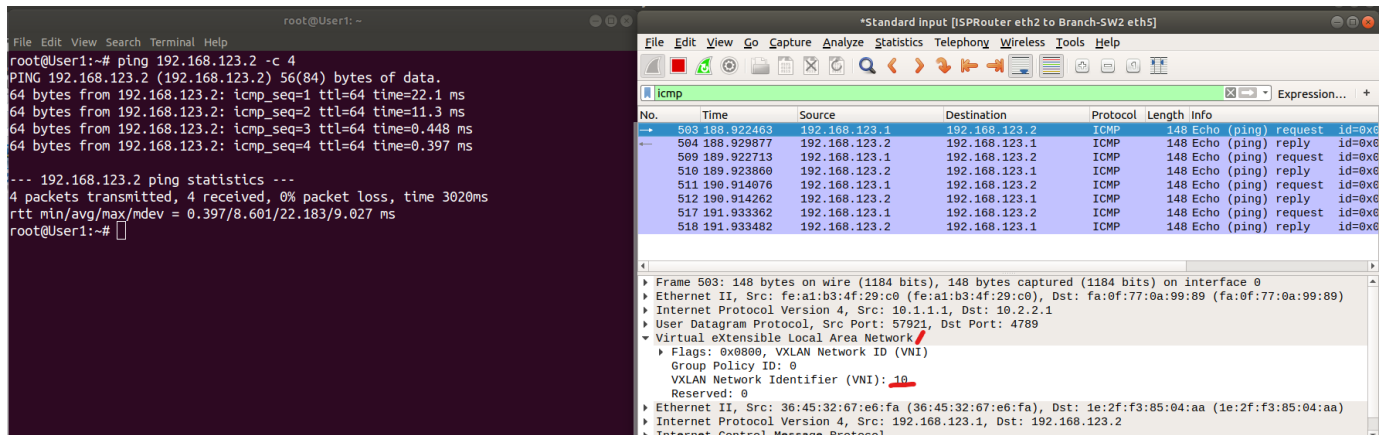 root@User1: ~
File Edit View Search Terminal Help
root@User1:~# ping 192.168.123.2 -c 4
PING 192.168.123.2 (192.168.123.2) 56(84) bytes of data.
64 bytes from 192.168.123.2: icmp_seq=1 ttl=64 time=22.1 ms
64 bytes from 192.168.123.2: icmp_seq=2 ttl=64 time=11.3 ms
64 bytes from 192.168.123.2: icmp_seq=3 ttl=64 time=0.448 ms
64 bytes from 192.168.123.2: icmp_seq=4 ttl=64 time=0.397 ms
--- 192.168.123.2 ping statistics ---
4 packets transmitted, 4 received, 0% packet loss, time 3020ms
rtt min/avg/max/mdev = 0.397/8.601/22.183/9.027 ms
root@User1:~#
*Standard input [ISPRouter eth2 to Branch-SW2 eth5]
File Edit View Go Capture Analyze Statistics Telephony Wireless Tools Help
icmp Expression... +
No. Time Source Destination Protocol Length Info
503 188.922463 192.168.123.1 192.168.123.2 ICMP 148 Echo (ping) request id=0x0
504 188.929877 192.168.123.2 192.168.123.1 ICMP 148 Echo (ping) reply id=0x0
509 189.922713 192.168.123.1 192.168.123.2 ICMP 148 Echo (ping) request id=0x0
510 189.923860 192.168.123.2 192.168.123.1 ICMP 148 Echo (ping) reply id=0x0
511 190.914076 192.168.123.1 192.168.123.2 ICMP 148 Echo (ping) request id=0x0
512 190.914262 192.168.123.2 192.168.123.1 ICMP 148 Echo (ping) reply id=0x0
517 191.933362 192.168.123.1 192.168.123.2 ICMP 148 Echo (ping) request id=0x0
518 191.933482 192.168.123.2 192.168.123.1 ICMP 148 Echo (ping) reply id=0x0
Frame 503: 148 bytes on wire (1184 bits), 148 bytes captured (1184 bits) on interface 0
Ethernet II, Src: fe:a1:b3:4f:29:c0 (fe:a1:b3:4f:29:c0), Dst: fa:0f:77:0a:99:89 (fa:0f:77:0a:99:89)
Internet Protocol Version 4, Src: 10.1.1.1, Dst: 10.2.2.1
User Datagram Protocol, Src Port: 57921, Dst Port: 4789
Virtual eXtensible Local Area Network
Flags: 0x0800, VXLAN Network ID (VNI)
Group Policy ID: 0
VXLAN Network Identifier (VNI): 10
Reserved: 0
Ethernet II, Src: 36:45:32:67:e6:fa (36:45:32:67:e6:fa), Dst: 1e:2f:f3:85:04:aa (1e:2f:f3:85:04:aa)
Internet Protocol Version 4, Src: 192.168.123.1, Dst: 192.168.123.2
Internet Control Message Protocol